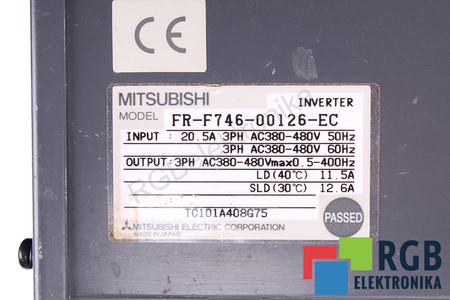 CE
MITSUBISHI INVERTER
MODEL FR-F746-00126-EC
INPUT : 20.5A 3PH AC380-480V 50Hz
3PH AC380-480V 60Hz
OUTPUT:3PH AC380-480Vmax0.5-400Hz
LD(40°C) 11.5A
SLD(30°C) 12.6A
TC101A408G75
PASSED
MITSUBISHI ELECTRIC CORPORATION
MADE IN JAPAN
RGB elektronika
RGB
ELEKTRONIKA